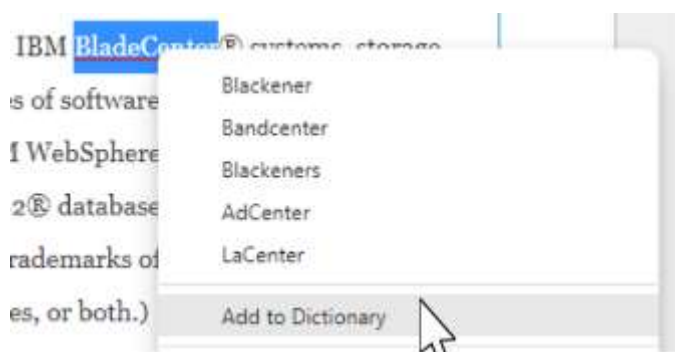 IBM BladeCenter® systems, storage
es of software
M WebSphere
2® database
rademarks of
es, or both.)
Blackener
Bandcenter
Blackeners
AdCenter
LaCenter
Add to Dictionary